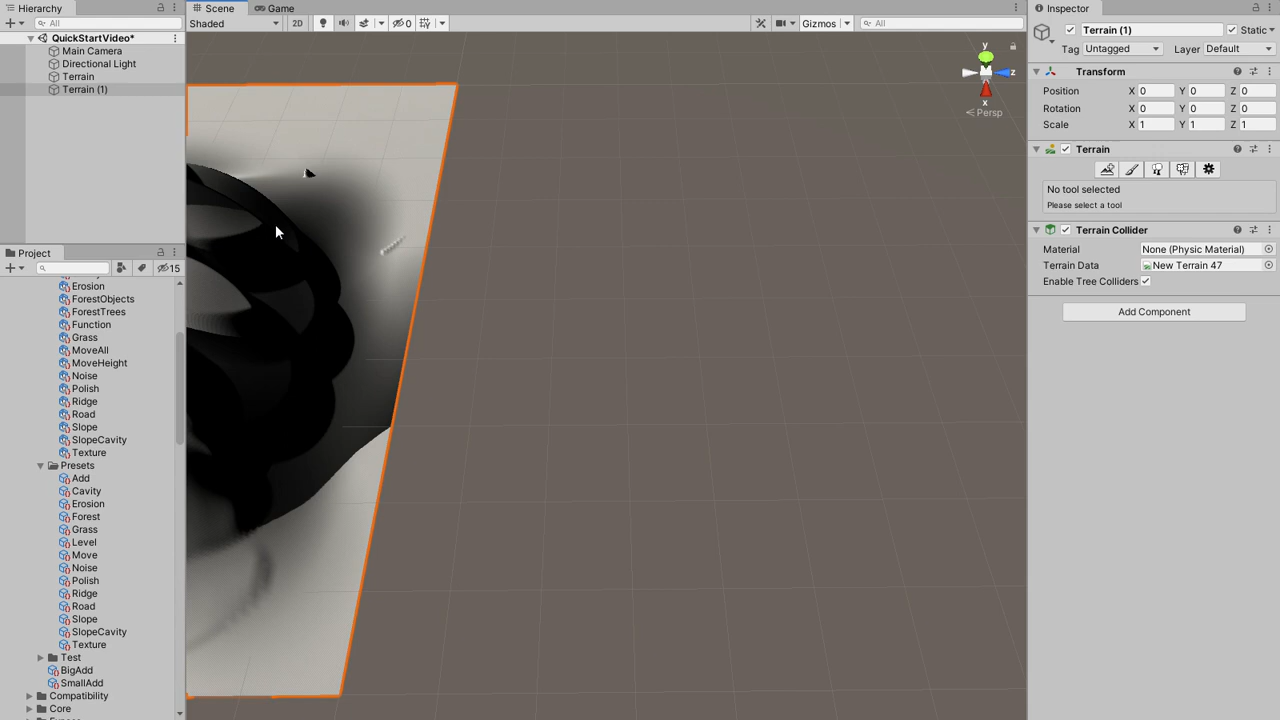 Hierarchy
All
QuickStartVideo*
Main Camera
Directional Light
Terrain
Terrain (1)
Project
15
Erosion
ForestObjects
ForestTrees
Function
Grass
MoveAll
MoveHeight
Noise
Polish
Ridge
Road
Slope
SlopeCavity
Texture
Presets
Add
Cavity
Erosion
Forest
Grass
Level
Move
Noise
Polish
Ridge
Road
Slope
SlopeCavity
Texture
Test
BigAdd
SmallAdd
Compatibility
Core
Scene
Game
Shaded
2D
0
Gizmos
All
y
z
x
Persp
Inspector
Terrain (1)
Static
Tag Untagged Layer Default
Transform
Position X 0 Y 0 Z 0
Rotation X 0 Y 0 Z 0
Scale X 1 Y 1 Z 1
Terrain
No tool selected
Please select a tool
Terrain Collider
Material None (Physic Material)
Terrain Data New Terrain 47
Enable Tree Colliders
Add Component